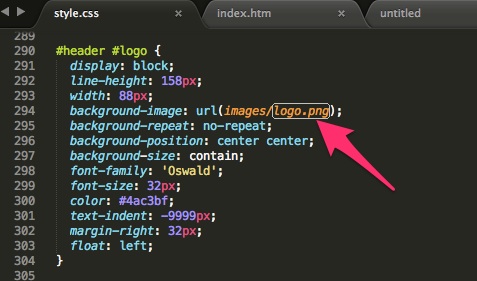 style.css × index.htm × untitled
289
290 #header #logo {
291 display: block;
292 line-height: 158px;
293 width: 88px;
294 background-image: url(images/logo.png);
295 background-repeat: no-repeat;
296 background-position: center center;
297 background-size: contain;
298 font-family: 'Oswald';
299 font-size: 32px;
300 color: #4ac3bf;
301 text-indent: -9999px;
302 margin-right: 32px;
303 float: left;
304 }
305